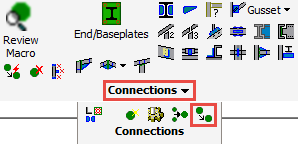 Gusset
Review
Macro
End/Baseplates
Connections
Connections